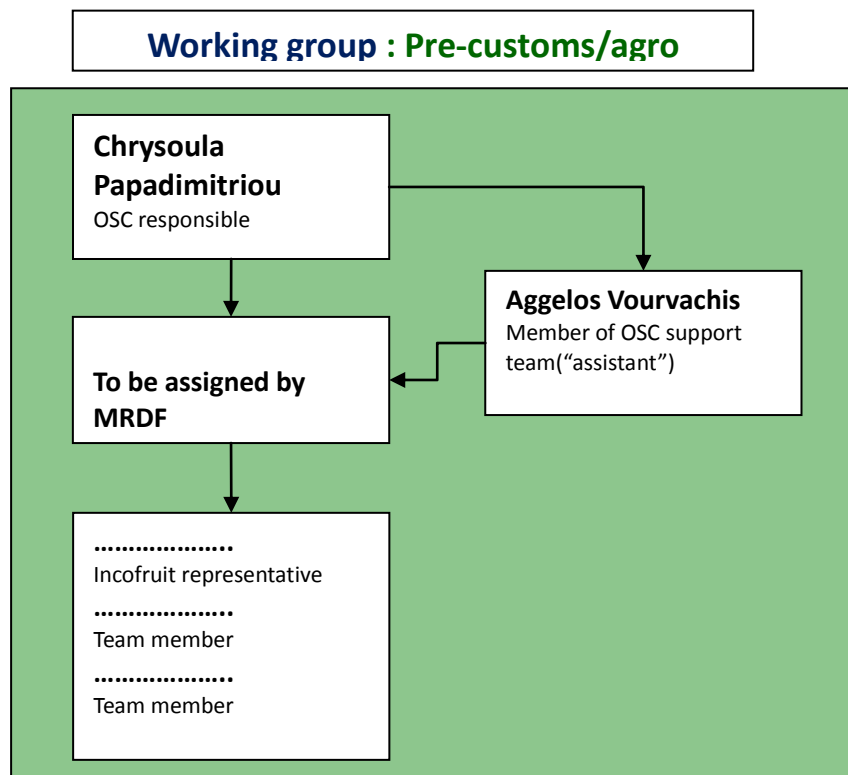 Working group : Pre-customs/agro
Chrysoula
Papadimitriou
OSC responsible
Aggelos Vourvachis
Member of OSC support
team(“assistant”)
To be assigned by
MRDF
………………..
Incofruit representative
………………..
Team member
………………..
Team member